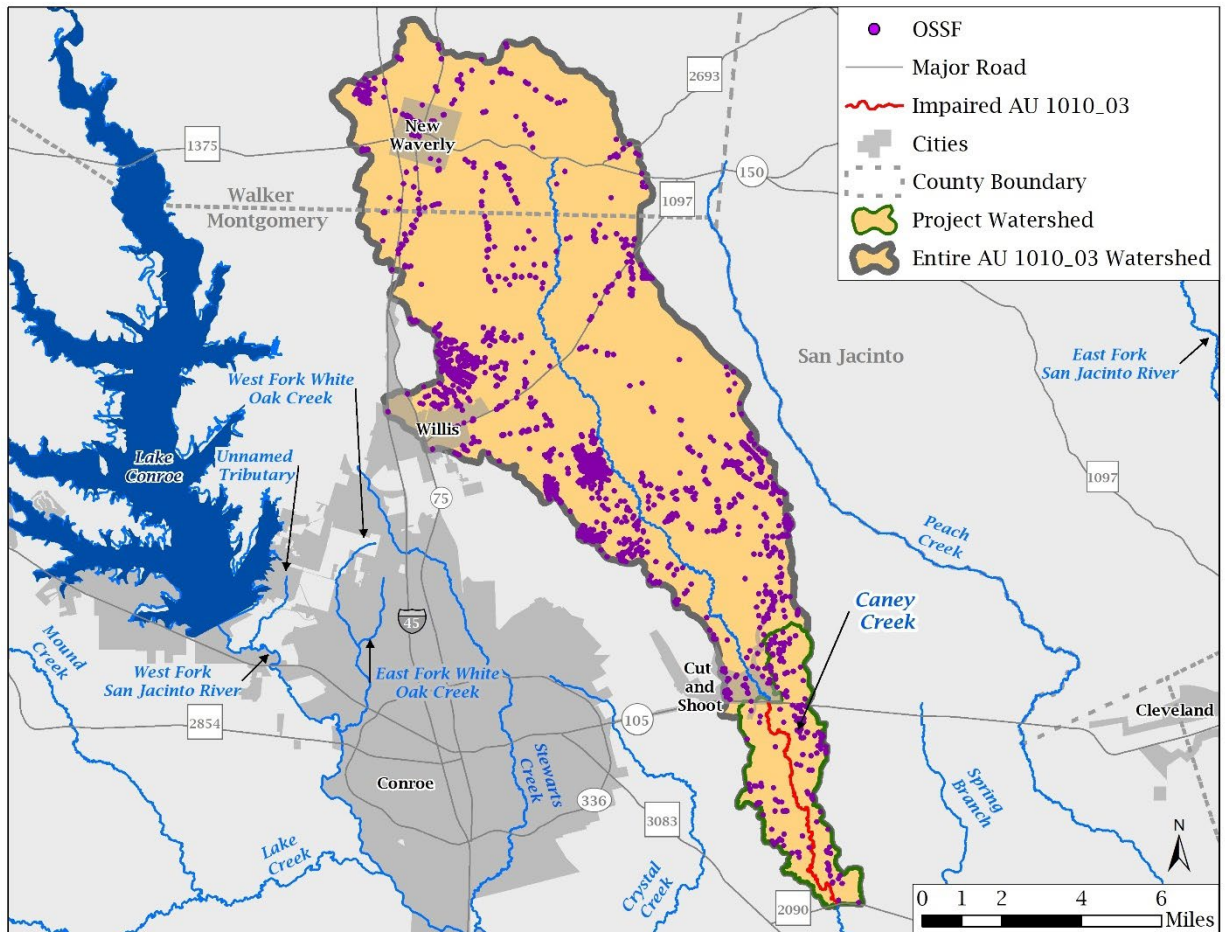 OSSF
Major Road
Impaired AU 1010_03
Cities
County Boundary
Project Watershed
Entire AU 1010_03 Watershed
2693
1375
New
Waverly
150
Walker
Montgomery
1097
San Jacinto
East Fork
San Jacinto River
West Fork White
Oak Creek
Willis
Unnamed
Tributary
Lake
Conroe
75
1097
Peach
Creek
Caney
Creek
45
Mound
Creek
West Fork
San Jacinto River
East Fork White
Oak Creek
Cut
and
Shoot
Cleveland
2854
105
Stewarts
Creek
Conroe
336
3083
Spring
Branch
Lake
Creek
Crystal
Creek
2090
N
0 1 2 4 6
Miles